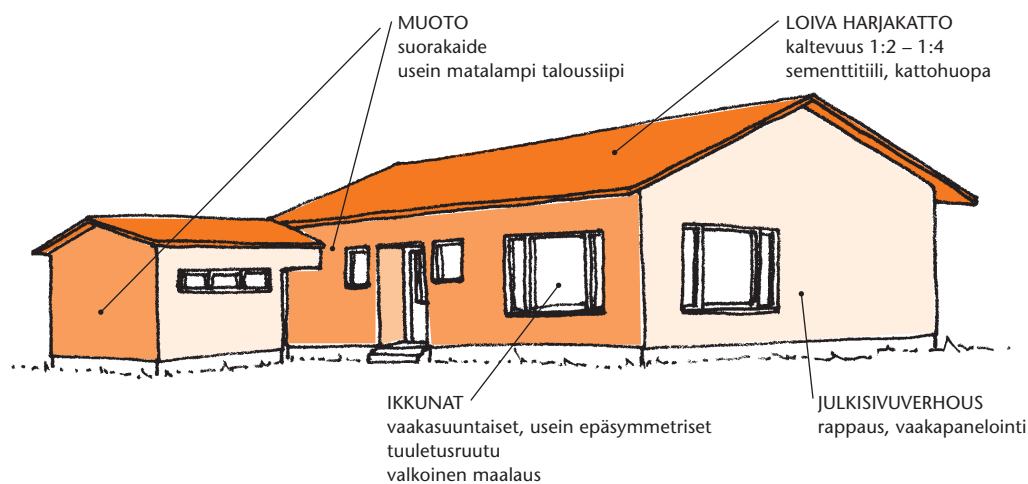 MUOTO
suorakaide
usein matalampi taloussiipi
LOIVA HARJAKATTO
kaltevuus 1:2 – 1:4
sementtitiili, kattohuopa
IKKUNAT
vaakasuuntaiset, usein epäsymmetriset
tuuletusruutu
valkoinen maalaus
JULKISIVUVERHOUS
rappaus, vaakapanelointi